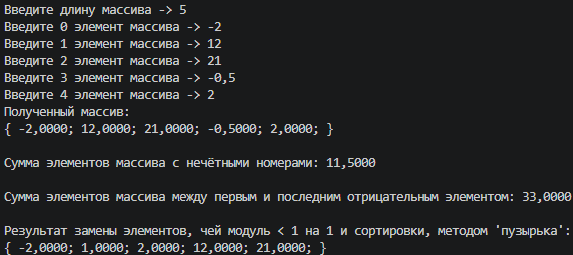 Введите длину массива -> 5
Введите 0 элемент массива -> -2
Введите 1 элемент массива -> 12
Введите 2 элемент массива -> 21
Введите 3 элемент массива -> -0,5
Введите 4 элемент массива -> 2
Полученный массив:
{ -2,0000; 12,0000; 21,0000; -0,5000; 2,0000; }
Сумма элементов массива с нечётными номерами: 11,5000
Сумма элементов массива между первым и последним отрицательным элементом: 33,0000
Результат замены элементов, чей модуль < 1 на 1 и сортировки, методом 'пузырька':
{ -2,0000; 1,0000; 2,0000; 12,0000; 21,0000; }